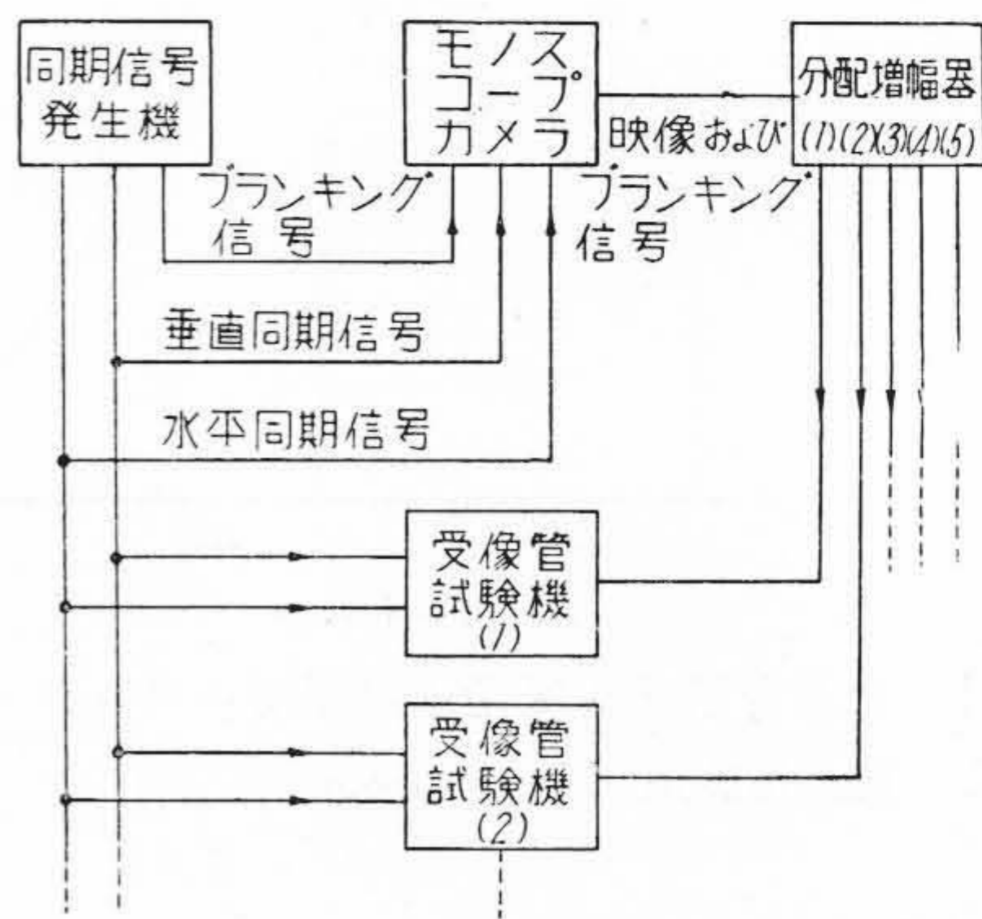 同期信号
発生機
モノス
コープ
カメラ
分配増幅器
(1)(2)(3)(4)(5)
映像および
ブランキング
信号
ブランキング
信号
垂直同期信号
水平同期信号
受像管
試験機
(1)
受像管
試験機
(2)